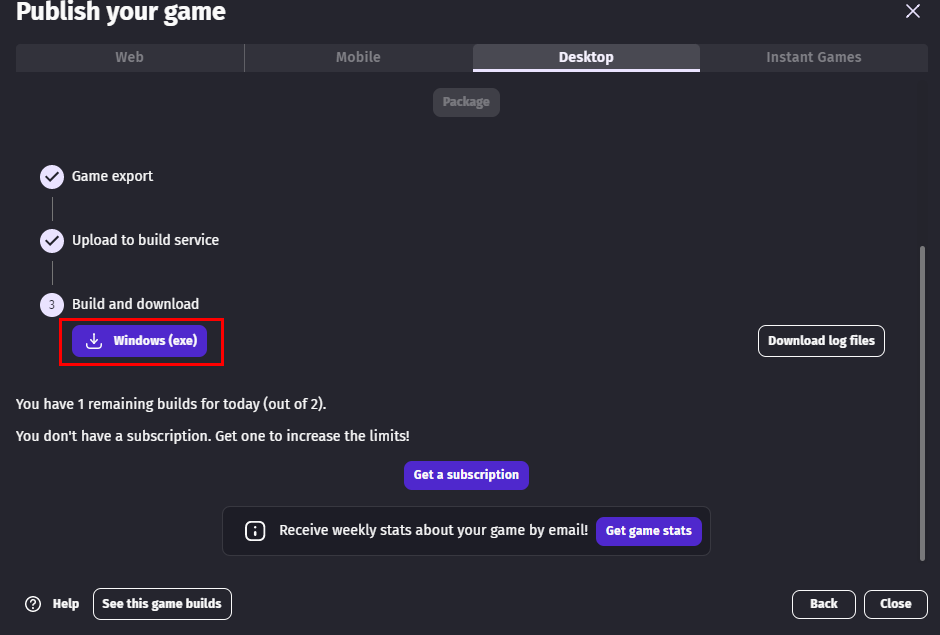 Publish your game
Web
Mobile
Desktop
Instant Games
Package
Game export
Upload to build service
3
Build and download
Windows (exe)
Download log files
You have 1 remaining builds for today (out of 2).
You don't have a subscription. Get one to increase the limits!
Get a subscription
Receive weekly stats about your game by email!
Get game stats
Help
See this game builds
Back
Close